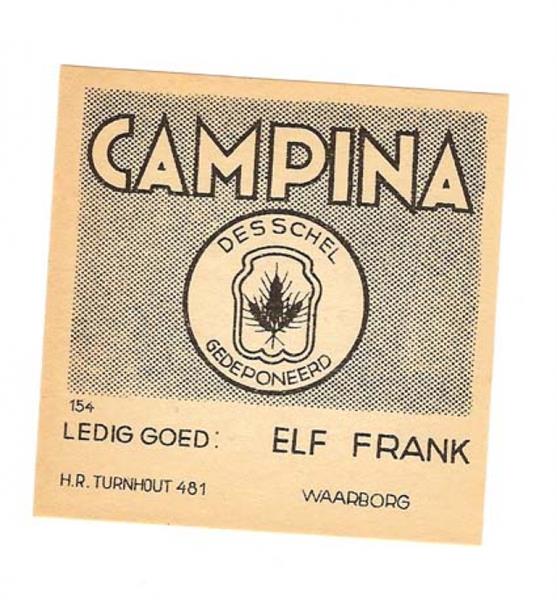 CAMPINA
DESSCHEL
GEDEPONEERD
154
LEDIG GOED: ELF FRANK
H.R. TURNHOUT 481 WAARBORG